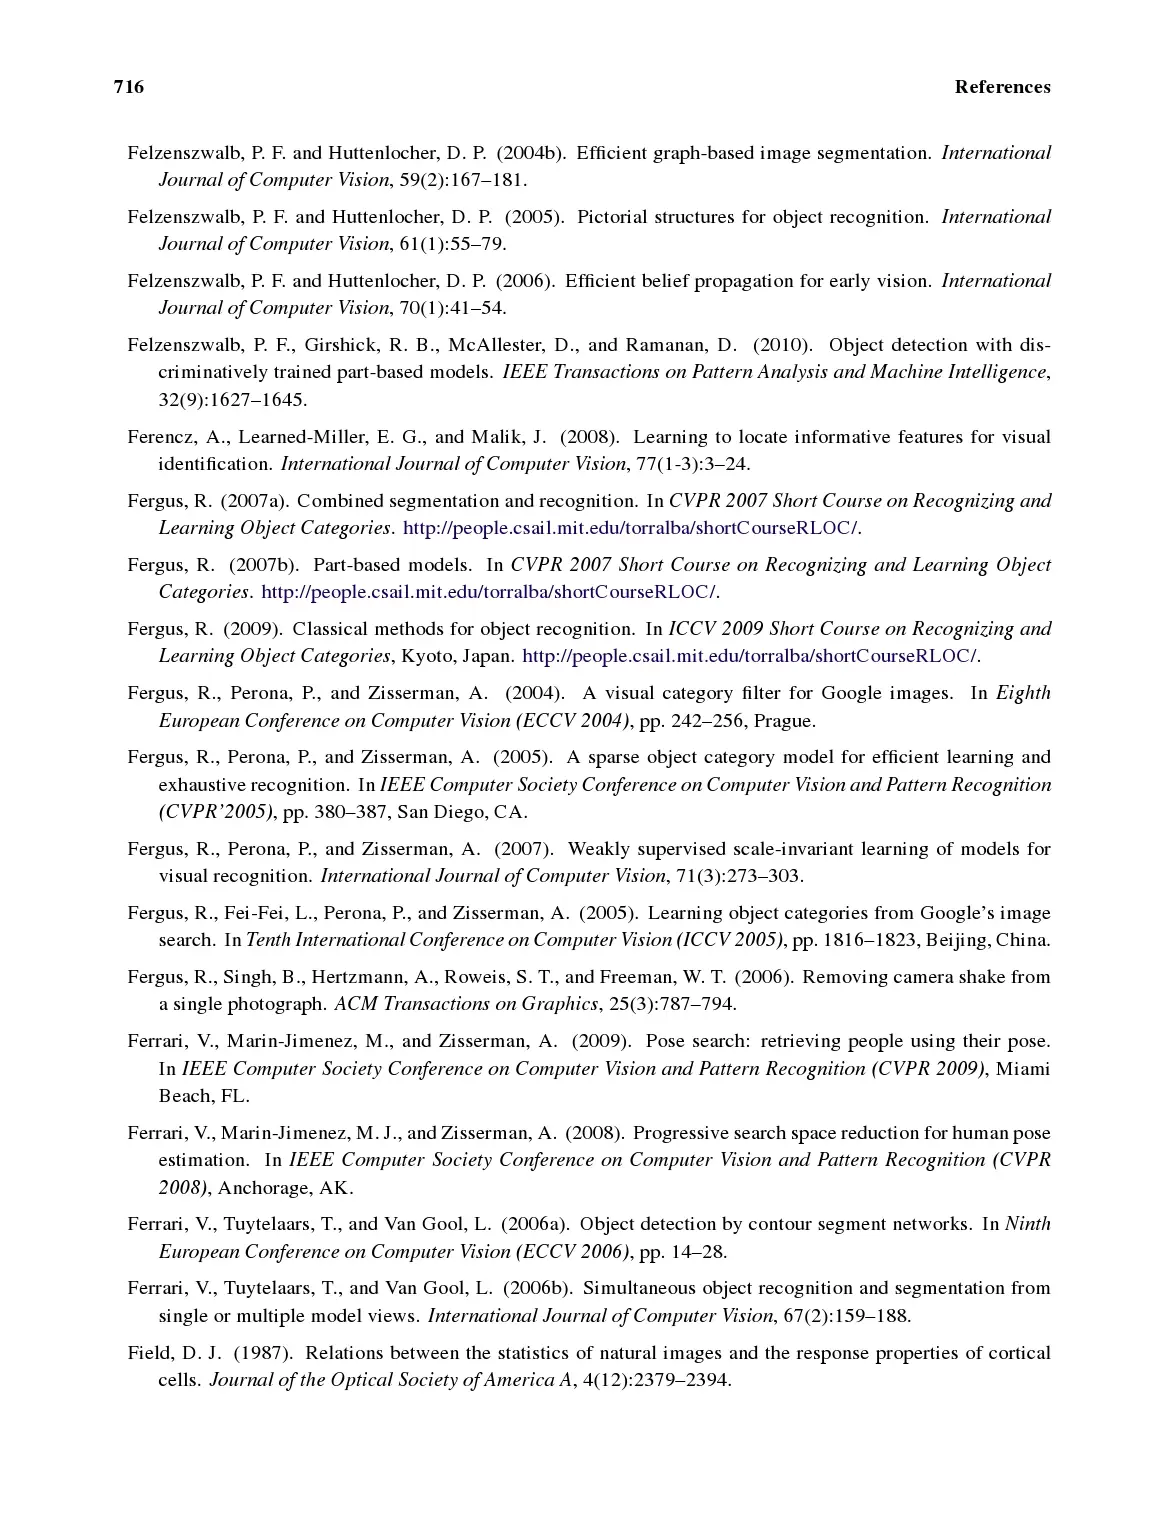 716 References
Felzenszwalb, P. F. and Huttenlocher, D. P. (2004b). Efficient graph-based image segmentation. International
Journal of Computer Vision, 59(2):167–181.
Felzenszwalb, P. F. and Huttenlocher, D. P. (2005). Pictorial structures for object recognition. International
Journal of Computer Vision, 61(1):55–79.
Felzenszwalb, P. F. and Huttenlocher, D. P. (2006). Efficient belief propagation for early vision. International
Journal of Computer Vision, 70(1):41–54.
Felzenszwalb, P. F., Girshick, R. B., McAllester, D., and Ramanan, D. (2010). Object detection with dis-
criminatively trained part-based models. IEEE Transactions on Pattern Analysis and Machine Intelligence,
32(9):1627–1645.
Ferencz, A., Learned-Miller, E. G., and Malik, J. (2008). Learning to locate informative features for visual
identification. International Journal of Computer Vision, 77(1-3):3–24.
Fergus, R. (2007a). Combined segmentation and recognition. In CVPR 2007 Short Course on Recognizing and
Learning Object Categories. http://people.csail.mit.edu/torralba/shortCourseRLOC/.
Fergus, R. (2007b). Part-based models. In CVPR 2007 Short Course on Recognizing and Learning Object
Categories. http://people.csail.mit.edu/torralba/shortCourseRLOC/.
Fergus, R. (2009). Classical methods for object recognition. In ICCV 2009 Short Course on Recognizing and
Learning Object Categories, Kyoto, Japan. http://people.csail.mit.edu/torralba/shortCourseRLOC/.
Fergus, R., Perona, P., and Zisserman, A. (2004). A visual category filter for Google images. In Eighth
European Conference on Computer Vision (ECCV 2004), pp. 242–256, Prague.
Fergus, R., Perona, P., and Zisserman, A. (2005). A sparse object category model for efficient learning and
exhaustive recognition. In IEEE Computer Society Conference on Computer Vision and Pattern Recognition
(CVPR’2005), pp. 380–387, San Diego, CA.
Fergus, R., Perona, P., and Zisserman, A. (2007). Weakly supervised scale-invariant learning of models for
visual recognition. International Journal of Computer Vision, 71(3):273–303.
Fergus, R., Fei-Fei, L., Perona, P., and Zisserman, A. (2005). Learning object categories from Google’s image
search. In Tenth International Conference on Computer Vision (ICCV 2005), pp. 1816–1823, Beijing, China.
Fergus, R., Singh, B., Hertzmann, A., Roweis, S. T., and Freeman, W. T. (2006). Removing camera shake from
a single photograph. ACM Transactions on Graphics, 25(3):787–794.
Ferrari, V., Marin-Jimenez, M., and Zisserman, A. (2009). Pose search: retrieving people using their pose.
In IEEE Computer Society Conference on Computer Vision and Pattern Recognition (CVPR 2009), Miami
Beach, FL.
Ferrari, V., Marin-Jimenez, M. J., and Zisserman, A. (2008). Progressive search space reduction for human pose
estimation. In IEEE Computer Society Conference on Computer Vision and Pattern Recognition (CVPR
2008), Anchorage, AK.
Ferrari, V., Tuytelaars, T., and Van Gool, L. (2006a). Object detection by contour segment networks. In Ninth
European Conference on Computer Vision (ECCV 2006), pp. 14–28.
Ferrari, V., Tuytelaars, T., and Van Gool, L. (2006b). Simultaneous object recognition and segmentation from
single or multiple model views. International Journal of Computer Vision, 67(2):159–188.
Field, D. J. (1987). Relations between the statistics of natural images and the response properties of cortical
cells. Journal of the Optical Society of America A, 4(12):2379–2394.